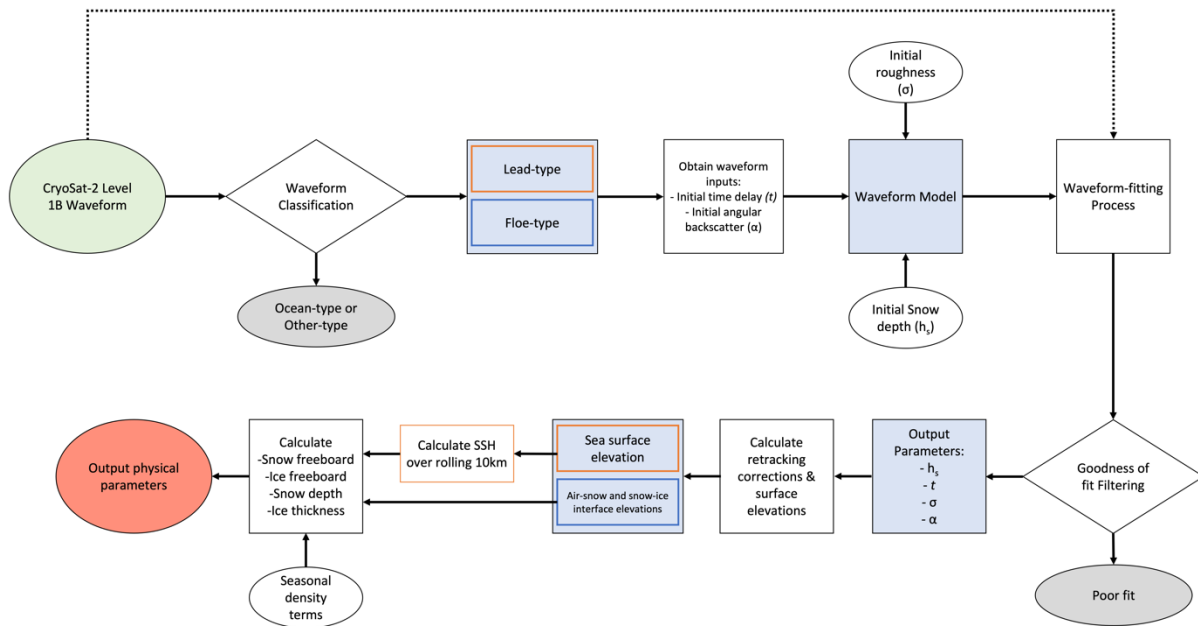 Initial
roughness
(σ)
CryoSat-2 Level
1B Waveform
Waveform
Classification
Lead-type
Floe-type
Obtain waveform
inputs:
- Initial time delay (t)
- Initial angular
backscatter (α)
Waveform Model
Waveform-fitting
Process
Ocean-type or
Other-type
Initial Snow
depth (hs)
Output physical
parameters
Calculate
-Snow freeboard
-Ice freeboard
-Snow depth
-Ice thickness
Calculate SSH
over rolling 10km
Sea surface
elevation
Air-snow and snow-ice
interface elevations
Calculate
retracking
corrections &
surface
elevations
Output
Parameters:
- hs
- t
- σ
- α
Goodness of
fit Filtering
Seasonal
density
terms
Poor fit